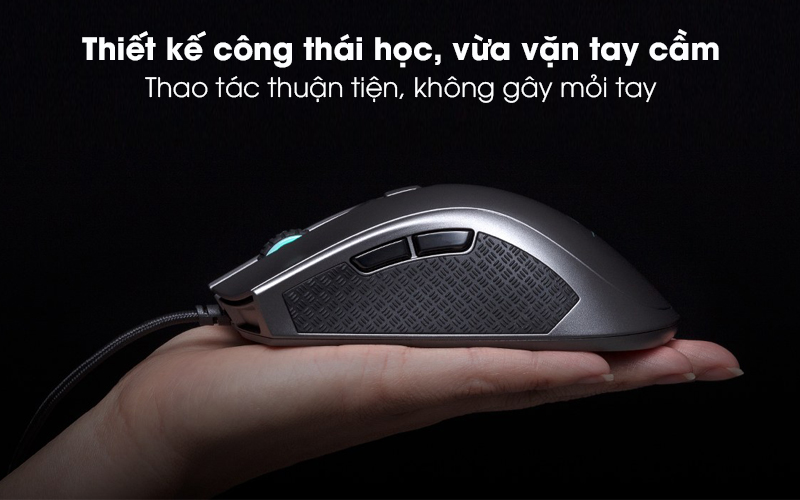 Thiết kế công thái học, vừa vặn tay cầm
Thao tác thuận tiện, không gây mỏi tay